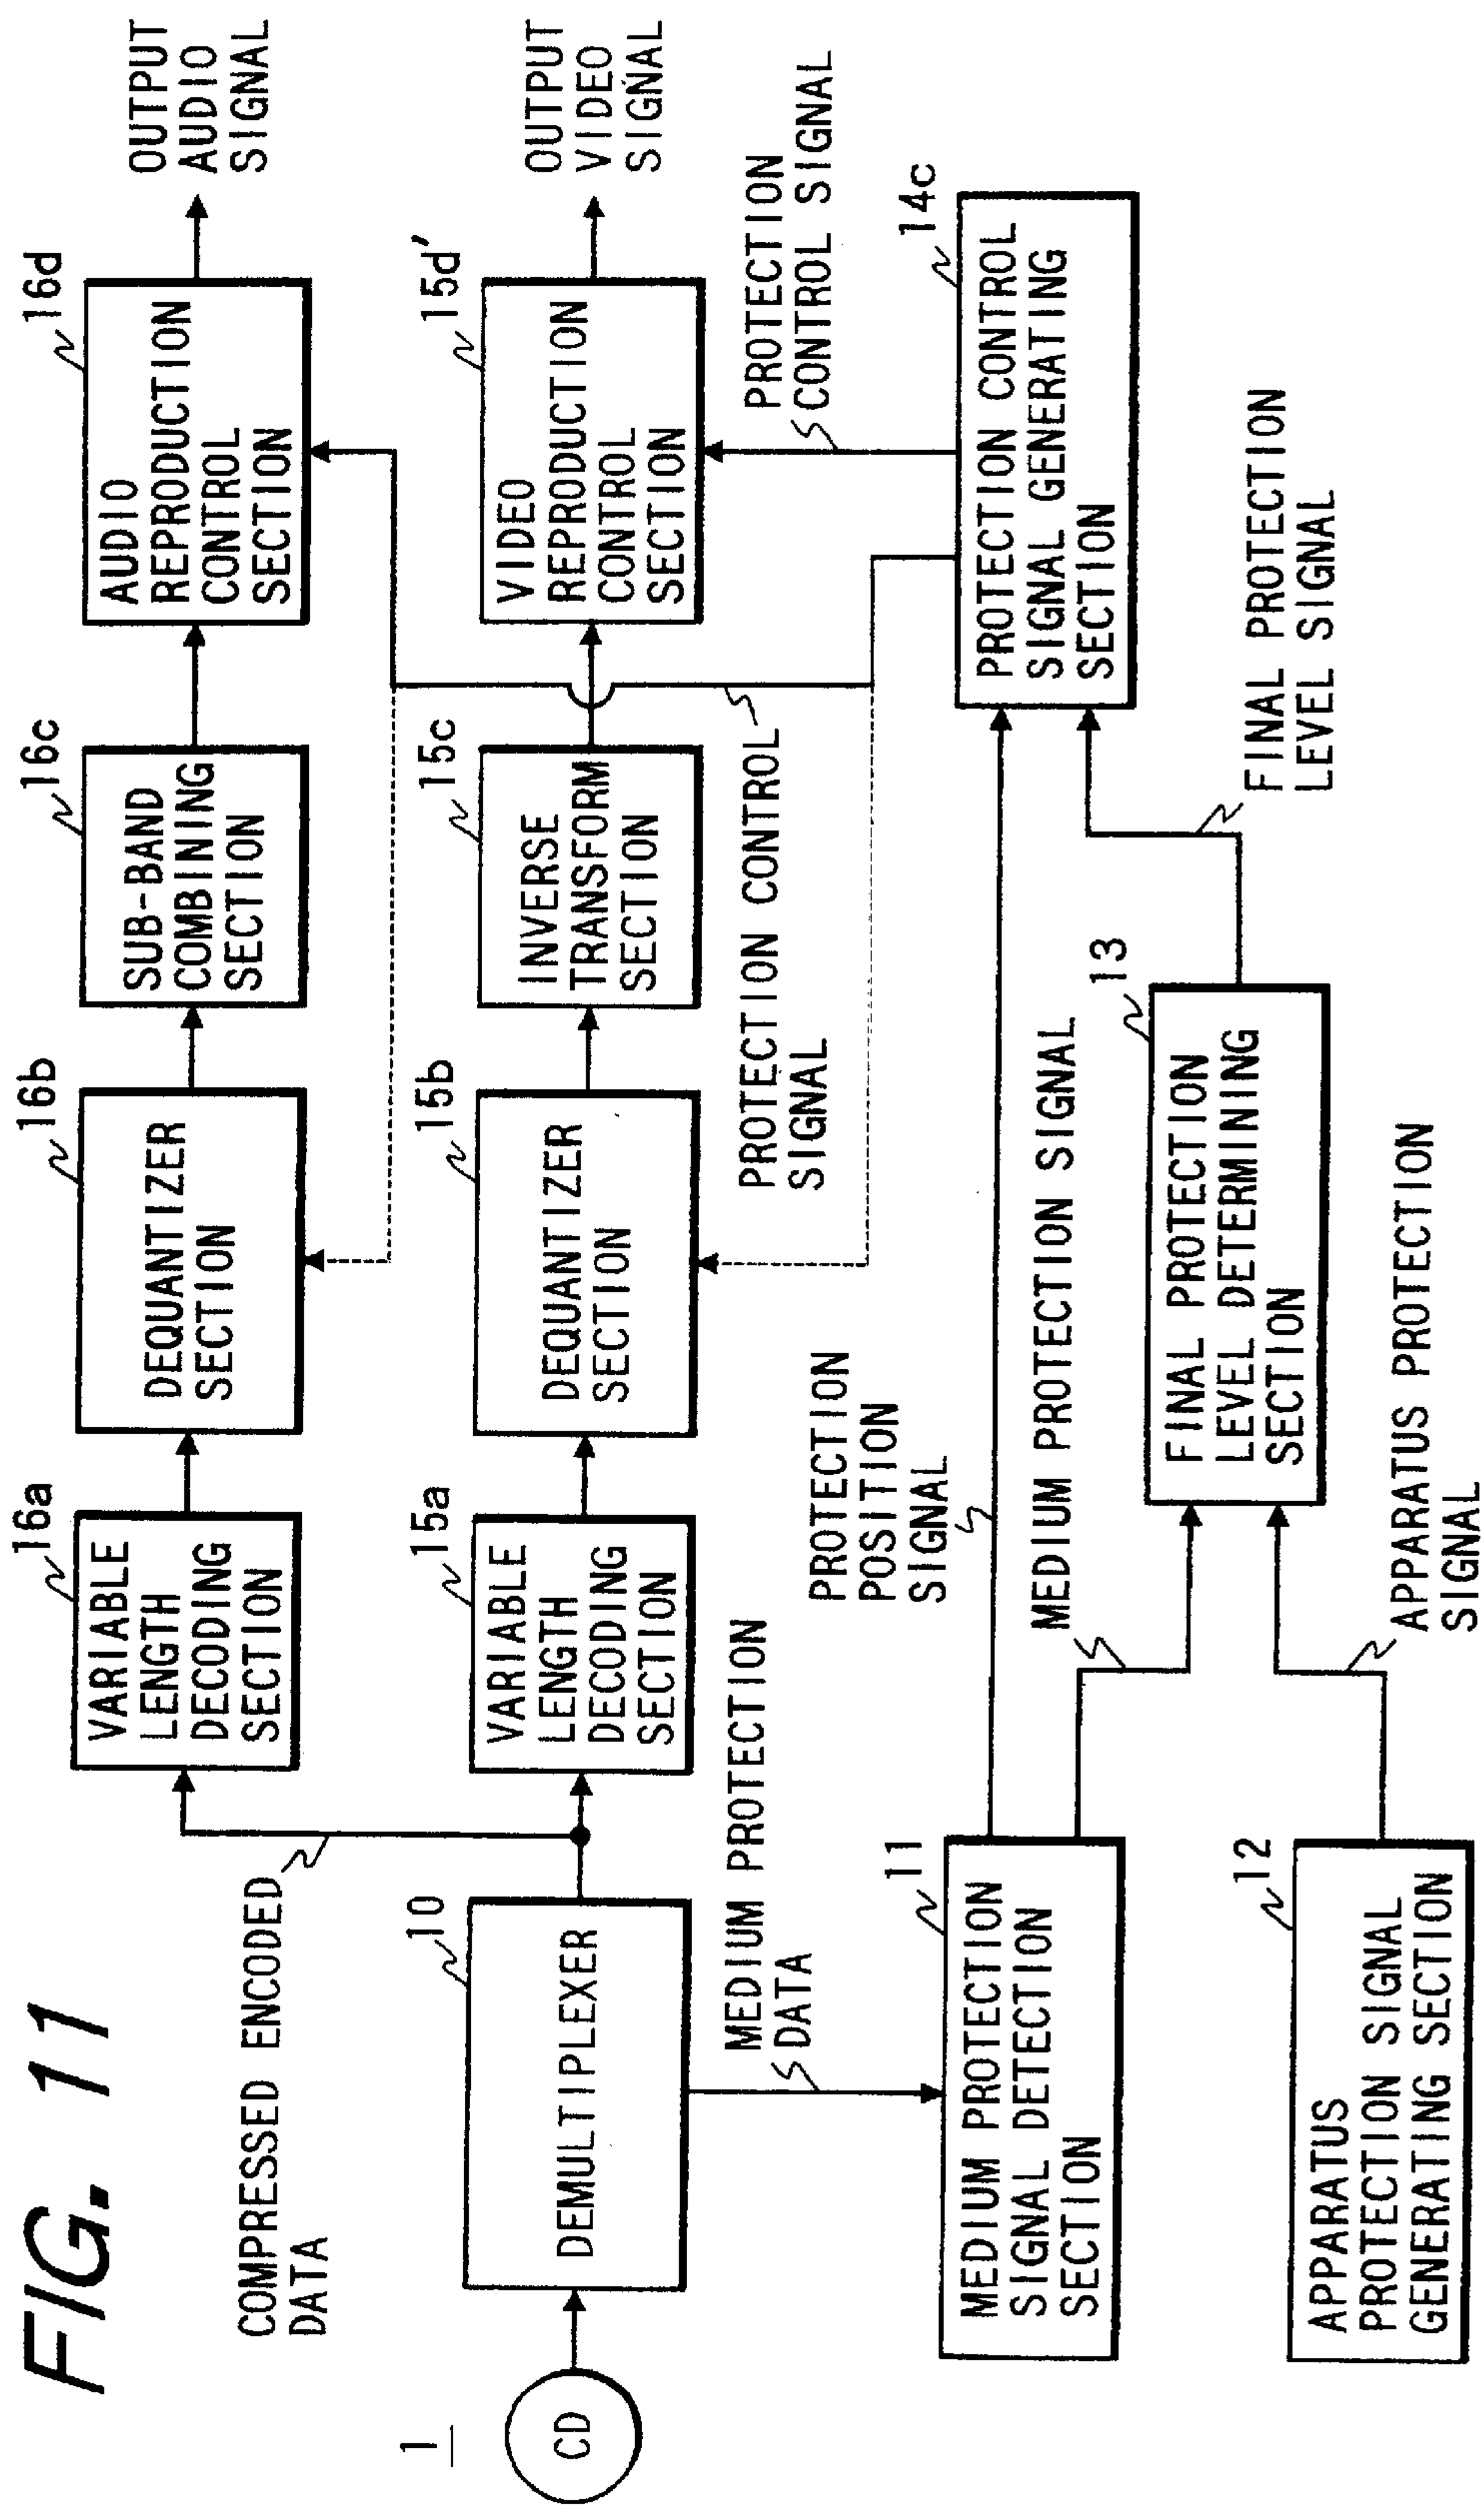 FIG. 11
1
CD
10
DEMULTIPLEXER
COMPRESSED ENCODED
DATA
MEDIUM PROTECTION
DATA
16a
VARIABLE
LENGTH
DECODING
SECTION
16b
DEQUANTIZER
SECTION
16c
SUB-BAND
COMBINING
SECTION
16d
AUDIO
REPRODUCTION
CONTROL
SECTION
OUTPUT
AUDIO
SIGNAL
15a
VARIABLE
LENGTH
DECODING
SECTION
15b
DEQUANTIZER
SECTION
15c
INVERSE
TRANSFORM
SECTION
15d'
VIDEO
REPRODUCTION
CONTROL
SECTION
OUTPUT
VIDEO
SIGNAL
PROTECTION CONTROL
SIGNAL
PROTECTION
CONTROL SIGNAL
PROTECTION
POSITION
SIGNAL
11
MEDIUM PROTECTION
SIGNAL DETECTION
SECTION
MEDIUM PROTECTION SIGNAL
12
APPARATUS
PROTECTION SIGNAL
GENERATING SECTION
APPARATUS PROTECTION
SIGNAL
13
FINAL PROTECTION
LEVEL DETERMINING
SECTION
FINAL PROTECTION
LEVEL SIGNAL
14c
PROTECTION CONTROL
SIGNAL GENERATING
SECTION